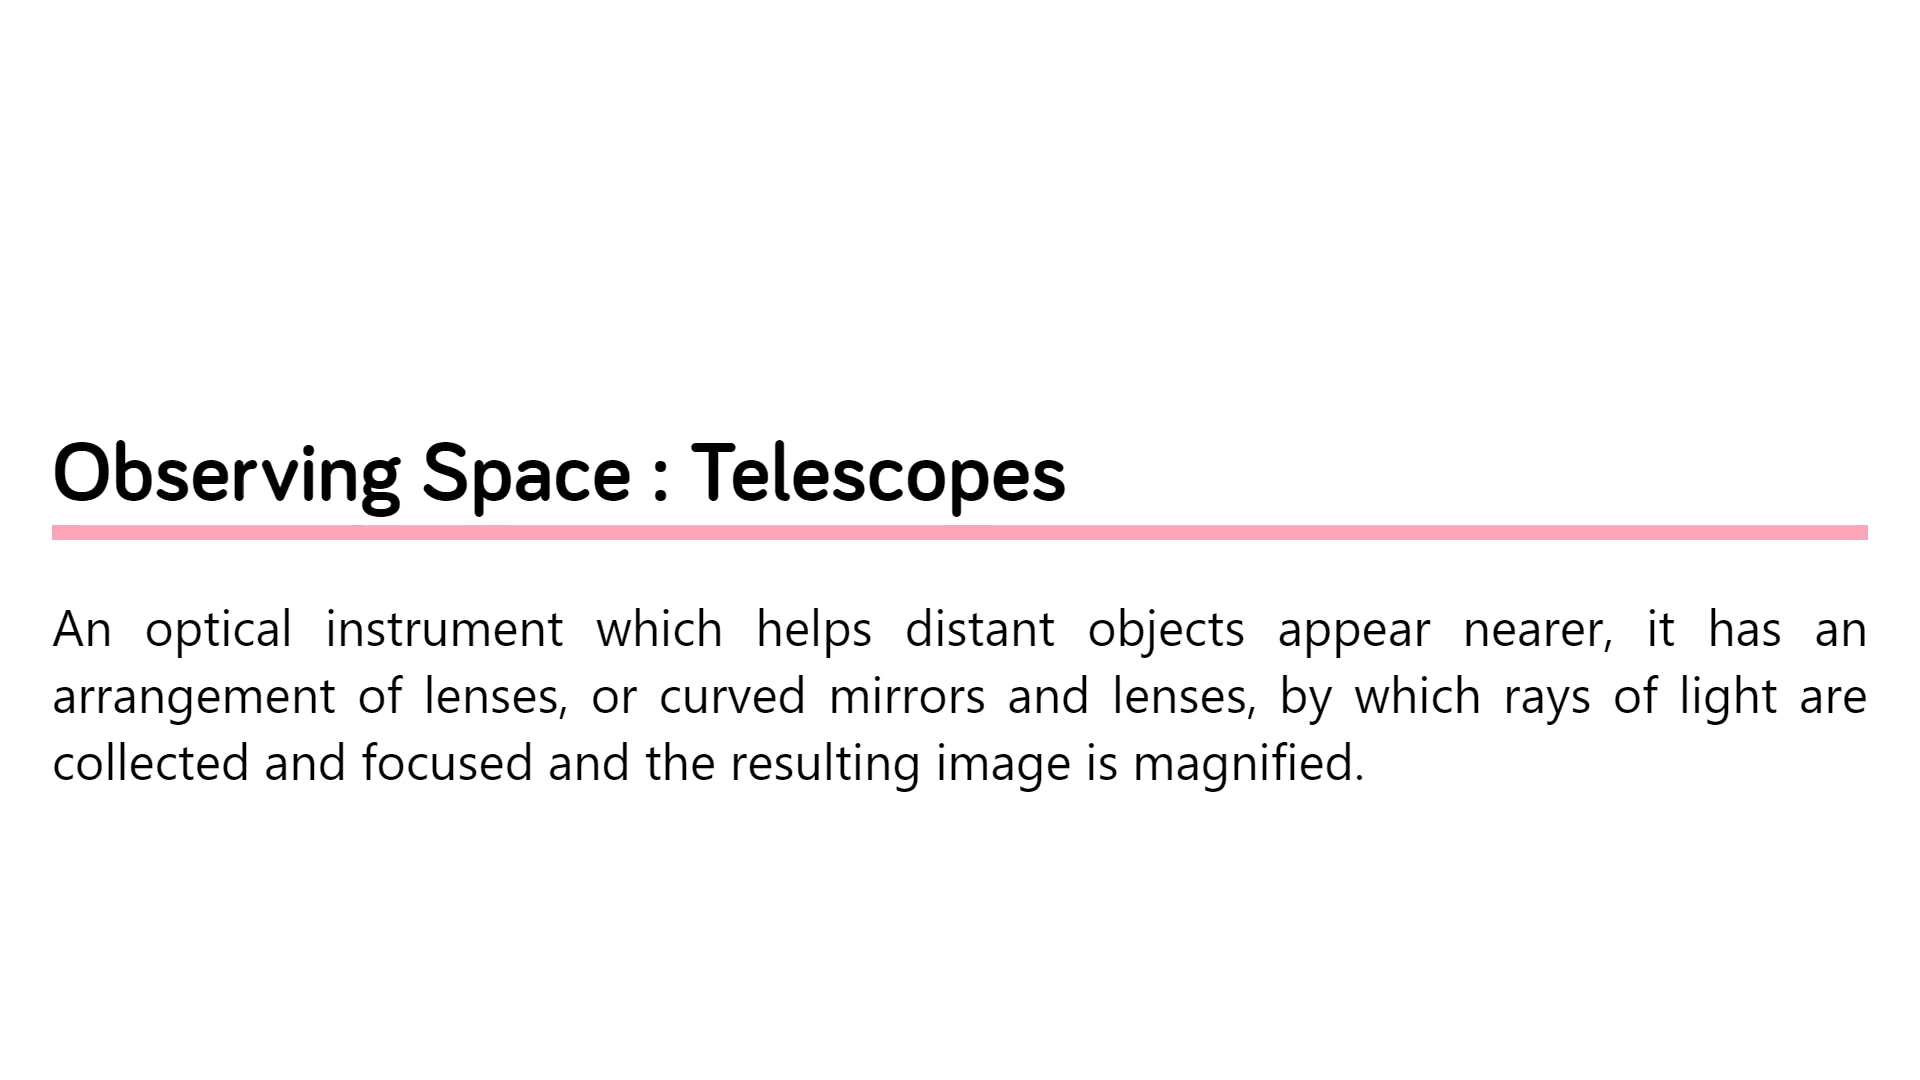 Observing Space : Telescopes
An optical instrument which helps distant objects appear nearer, it has an
arrangement of lenses, or curved mirrors and lenses, by which rays of light are
collected and focused and the resulting image is magnified.